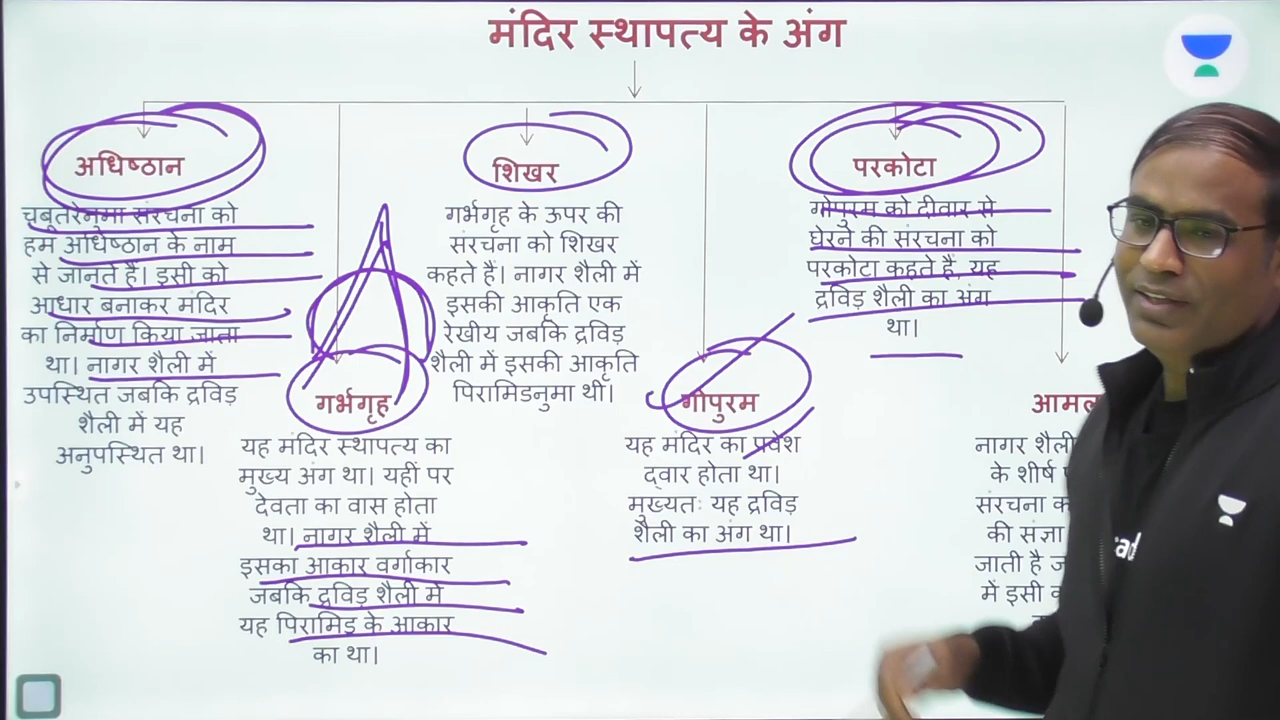 मंदिर स्थापत्य के अंग
अधिष्ठान
चबूतरेनुमा संरचना को
हम अधिष्ठान के नाम
से जानते हैं। इसी को
आधार बनाकर मंदिर
का निर्माण किया जाता
था। नागर शैली में
उपस्थित जबकि द्रविड़
शैली में यह
अनुपस्थित था।
गर्भगृह
यह मंदिर स्थापत्य का
मुख्य अंग था। यहीं पर
देवता का वास होता
था। नागर शैली में
इसका आकार वर्गाकार
जबकि द्रविड़ शैली में
यह पिरामिड के आकार
का था।
शिखर
गर्भगृह के ऊपर की
संरचना को शिखर
कहते हैं। नागर शैली में
इसकी आकृति एक
रेखीय जबकि द्रविड़
शैली में इसकी आकृति
पिरामिडनुमा थी।
गोपुरम
यह मंदिर का प्रवेश
द्वार होता था।
मुख्यतः यह द्रविड़
शैली का अंग था।
परकोटा
गोपुरम को दीवार से
घेरने की संरचना को
परकोटा कहते हैं, यह
द्रविड़ शैली का अंग
था।
नागर शैली
के शीर्ष
संरचना
की संज्ञा
जाती है
में इसी
ad